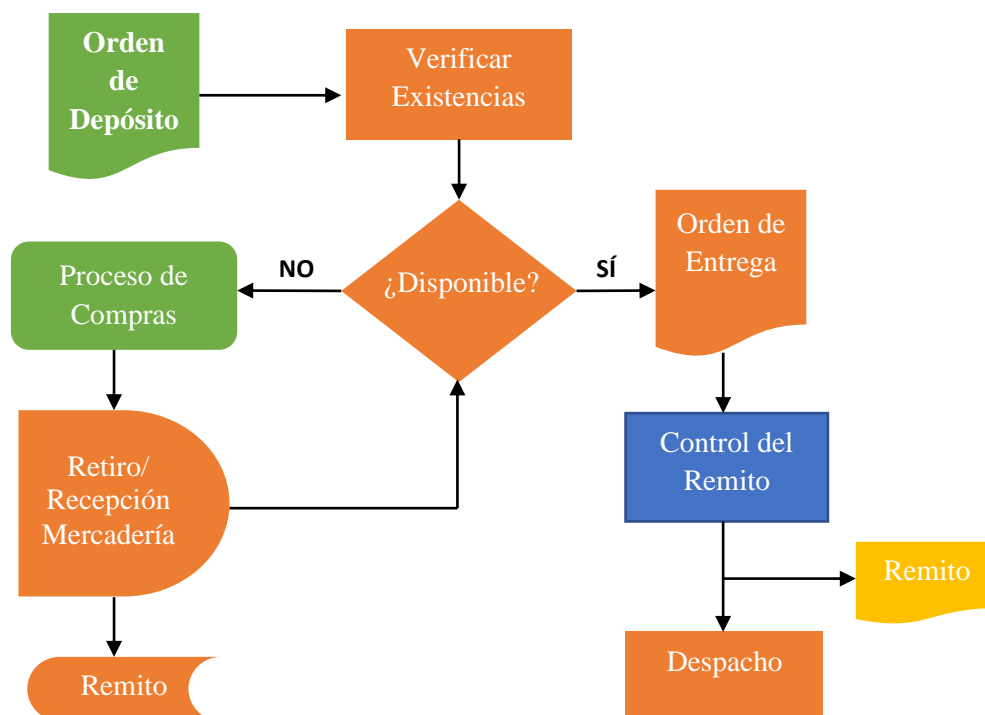 Orden
de
Depósito
Verificar
Existencias
¿Disponible?
NO
SÍ
Proceso de
Compras
Orden de
Entrega
Retiro/
Recepción
Mercadería
Control del
Remito
Remito
Remito
Despacho